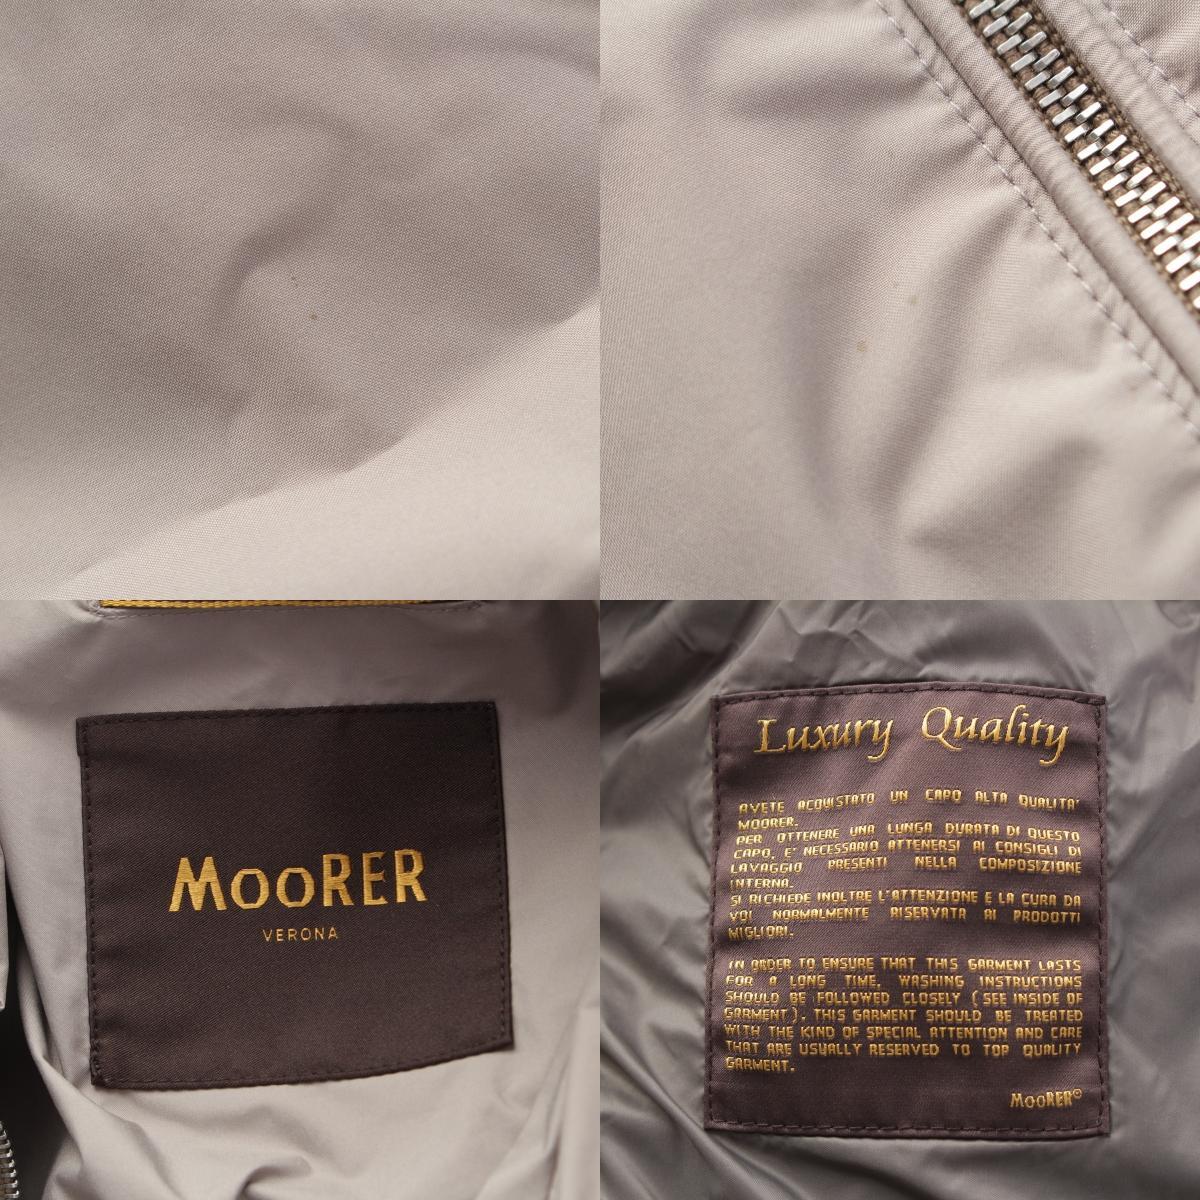 MOORER
VERONA
Luxury Quality
AVETE ACQUISTATO UN CAPO ALTA QUALITA'
MOORER.
PER OTTENERE UNA LUNGA DURATA DI QUESTO
CAPO, E' NECESSARIO ATTENERSI AI CONSIGLI DI
LAVAGGIO PRESENTI NELLA COMPOSIZIONE
INTERNA.
SI RICHIEDE INOLTRE L'ATTENZIONE E LA CURA DA
VOI NORMALMENTE RISERVATA AI PRODOTTI
MIGLIORI.
IN ORDER TO ENSURE THAT THIS GARMENT LASTS
FOR A LONG TIME, WASHING INSTRUCTIONS
SHOULD BE FOLLOWED CLOSELY (SEE INSIDE OF
GARMENT). THIS GARMENT SHOULD BE TREATED
WITH THE KIND OF SPECIAL ATTENTION AND CARE
THAT ARE USUALLY RESERVED TO TOP QUALITY
GARMENT.
MOORER©